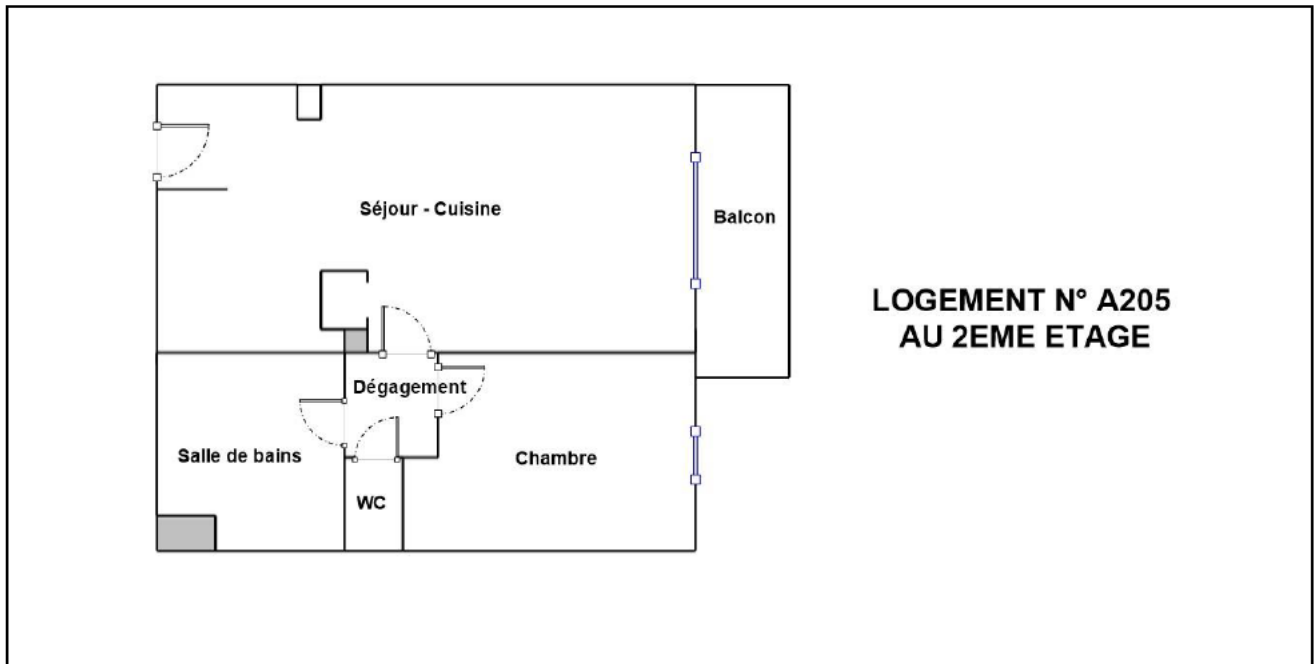 Séjour - Cuisine
Balcon
LOGEMENT N° A205
AU 2EME ETAGE
Dégagement
Salle de bains
Chambre
WC